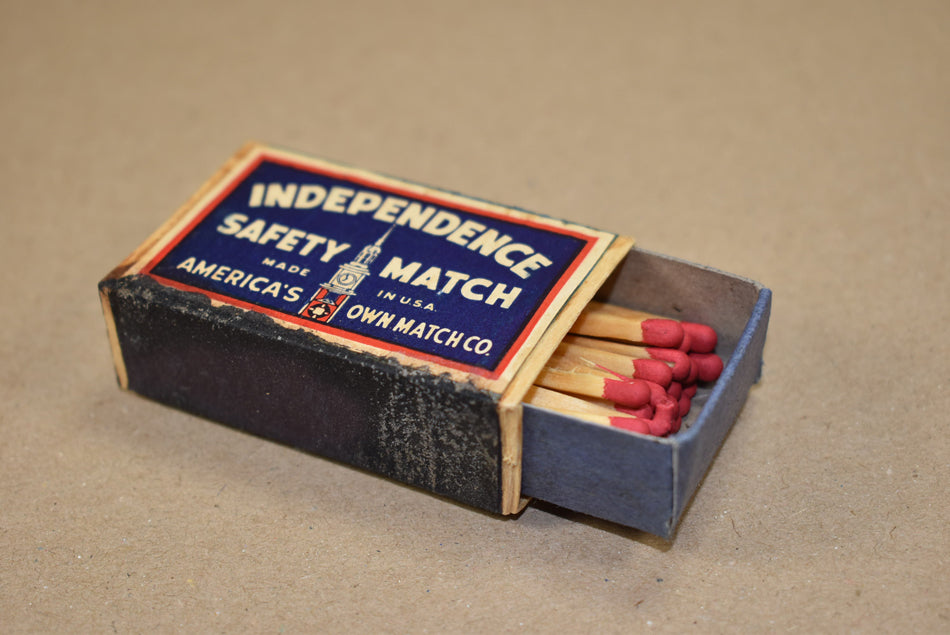 INDEPENDENCE
SAFETY MATCH
MADE IN U.S.A.
AMERICA'S OWN MATCH CO.